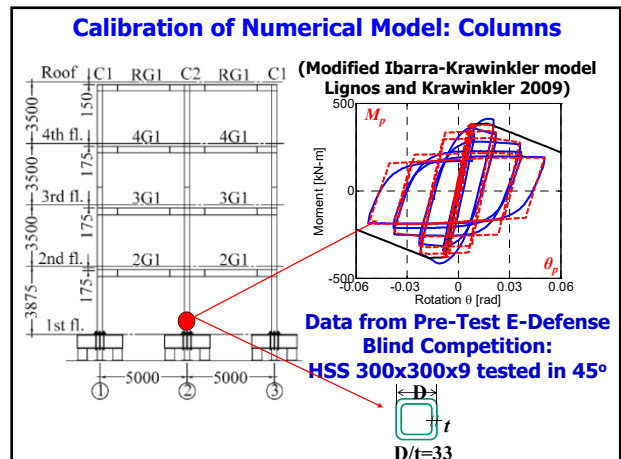 Calibration of Numerical Model: Columns
Roof C1 RG1 C2 RG1 C1
150
3500
4th fl. 4G1 4G1
175
3500
3rd fl. 3G1 3G1
175
3500
2nd fl. 2G1 2G1
175
3875
1st fl.
5000 5000
1 2 3
(Modified Ibarra-Krawinkler model
Lignos and Krawinkler 2009)
Moment [kN-m]
500
0
-500
Mp
θp
-0.06 -0.03 0 0.03 0.06
Rotation θ [rad]
Data from Pre-Test E-Defense
Blind Competition:
HSS 300x300x9 tested in 45o
D
t
D/t=33